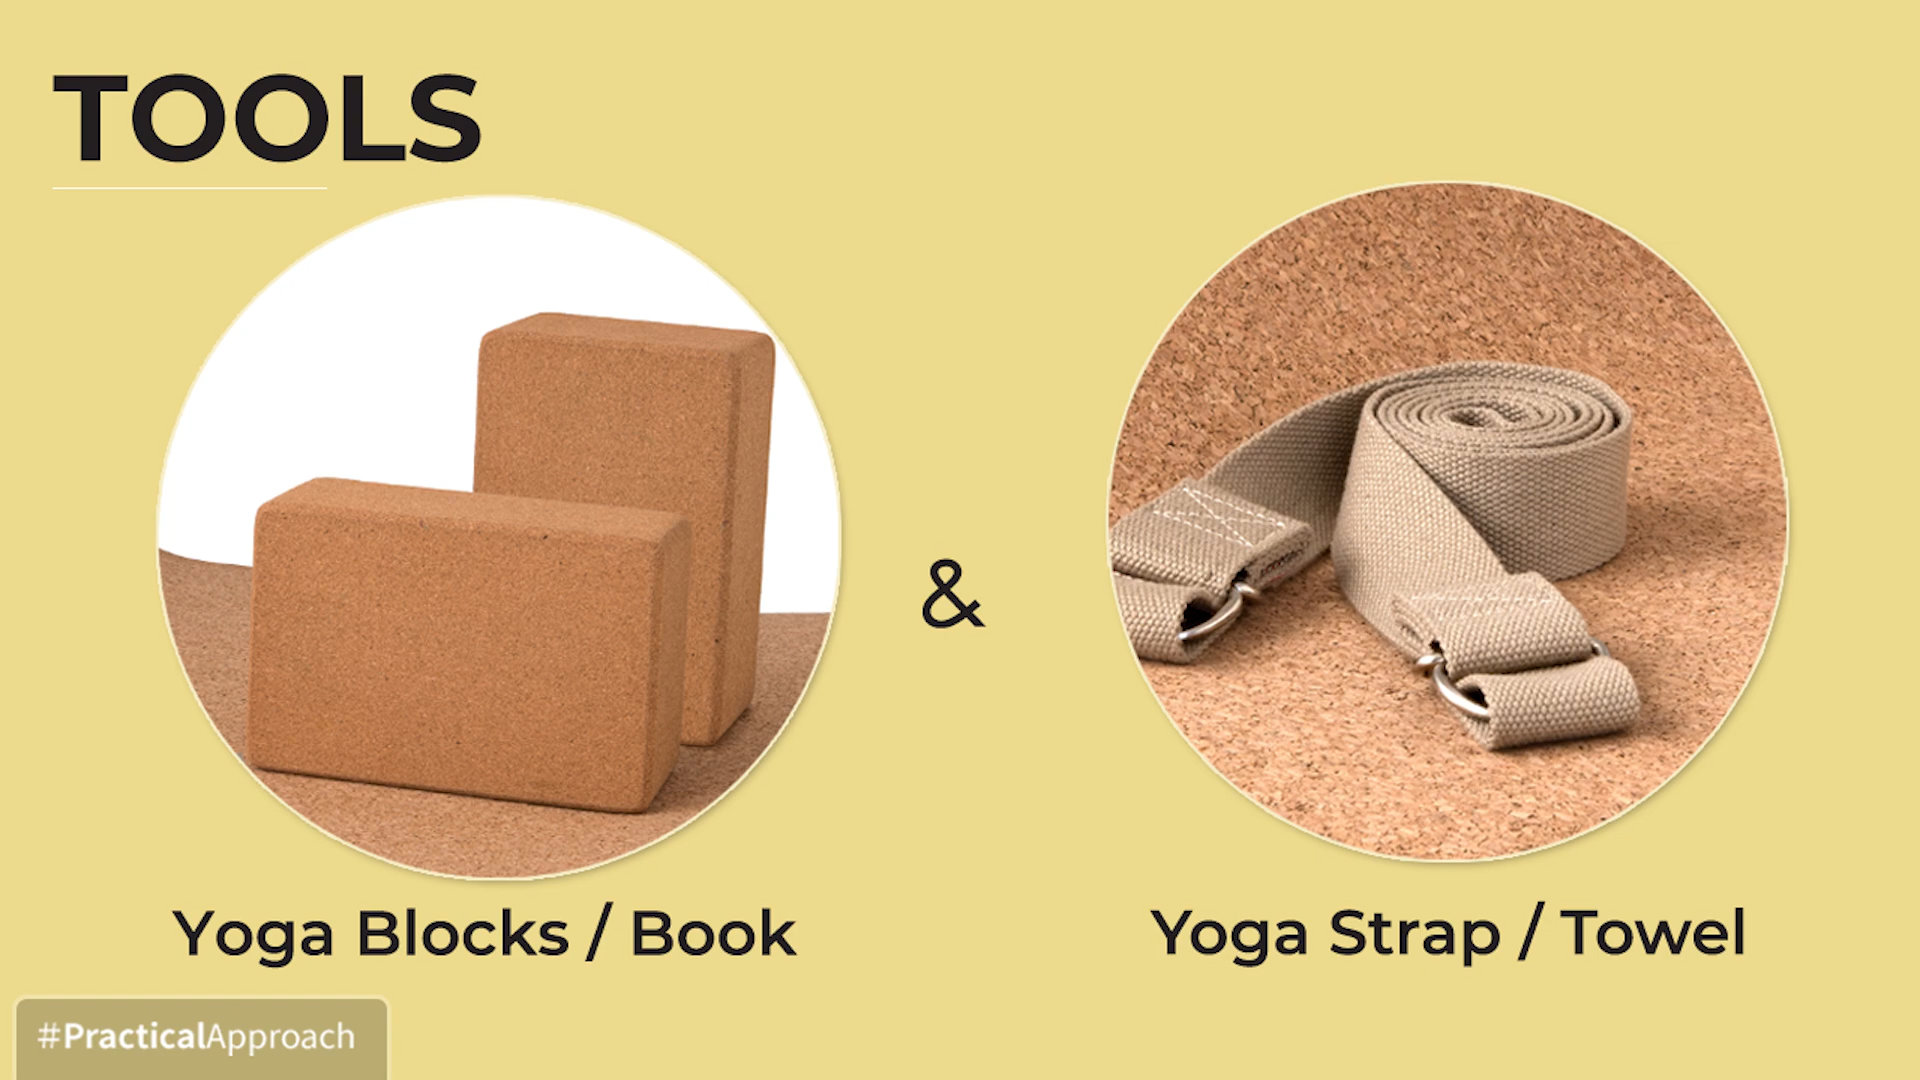 TOOLS
&
Yoga Blocks / Book
Yoga Strap / Towel
#PracticalApproach